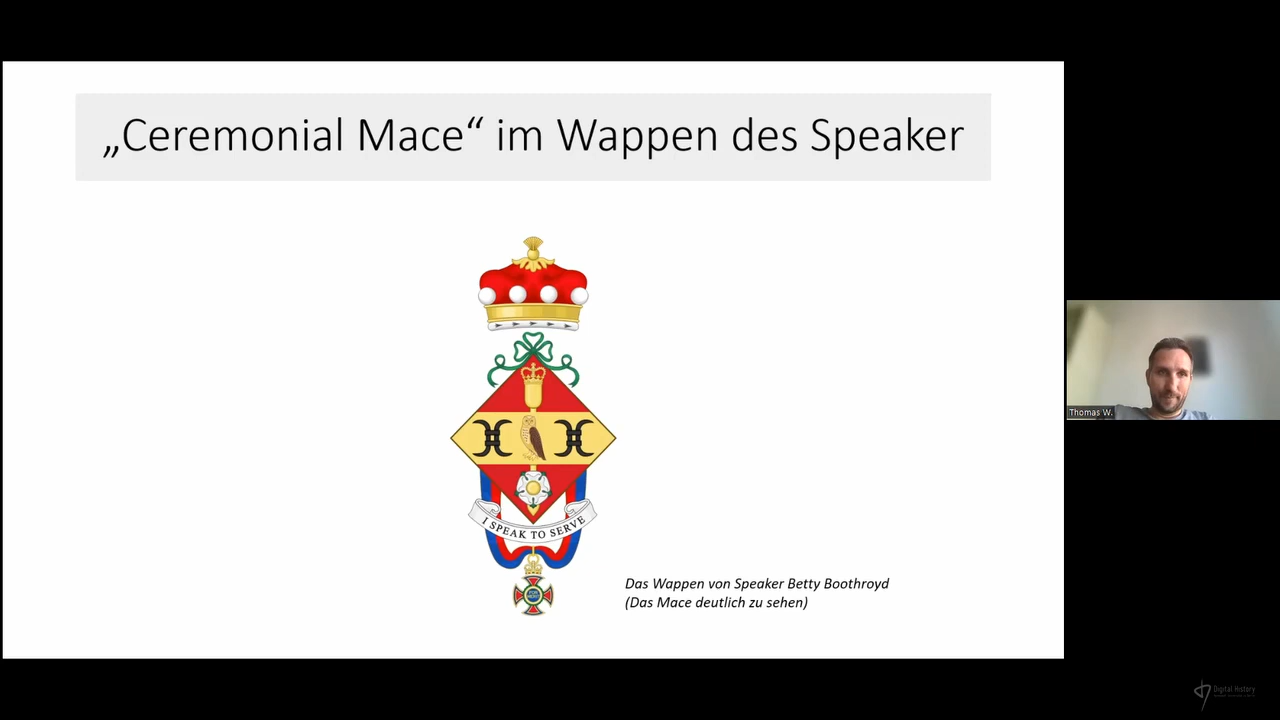 „Ceremonial Mace“ im Wappen des Speaker
I SPEAK TO SERVE
Das Wappen von Speaker Betty Boothroyd
(Das Mace deutlich zu sehen)
Thomas W.
Digital History